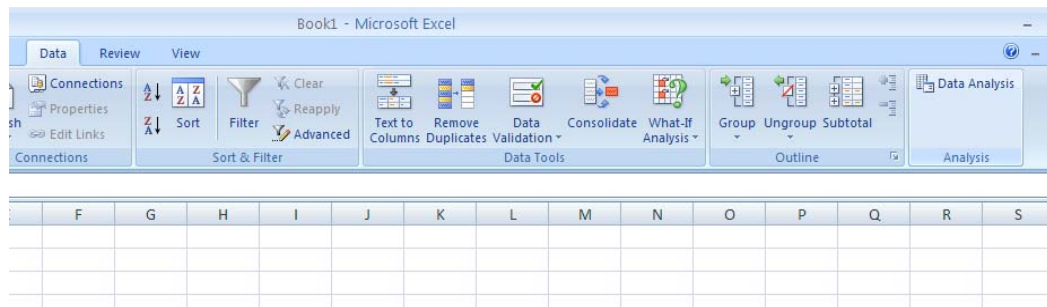 Book1 - Microsoft Excel
Data Review View
Connections
Properties
Edit Links
Connections
Sort
Filter
Clear
Reapply
Advanced
Sort & Filter
Text to Columns
Remove Duplicates
Data Validation
Consolidate
What-If Analysis
Data Tools
Group
Ungroup
Subtotal
Outline
Data Analysis
Analysis
F G H I J K L M N O P Q R S